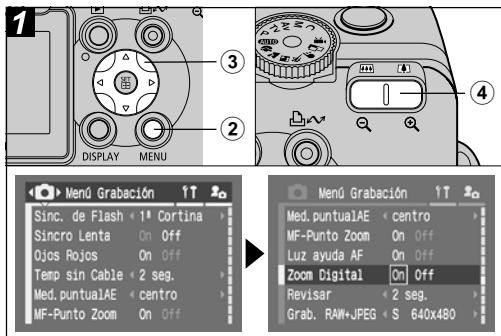 1
SET
3
2
DISPLAY MENU
AUTO
P
Tv
4
Menú Grabación
Sinc. de Flash 1ª Cortina
Sincro Lenta On Off
Ojos Rojos On Off
Temp sin Cable 2 seg.
Med.puntualAE centro
MF-Punto Zoom On Off
Menú Grabación
Med.puntualAE centro
MF-Punto Zoom On Off
Luz ayuda AF On Off
Zoom Digital On Off
Revisar 2 seg.
Grab. RAW+JPEG S 640x480